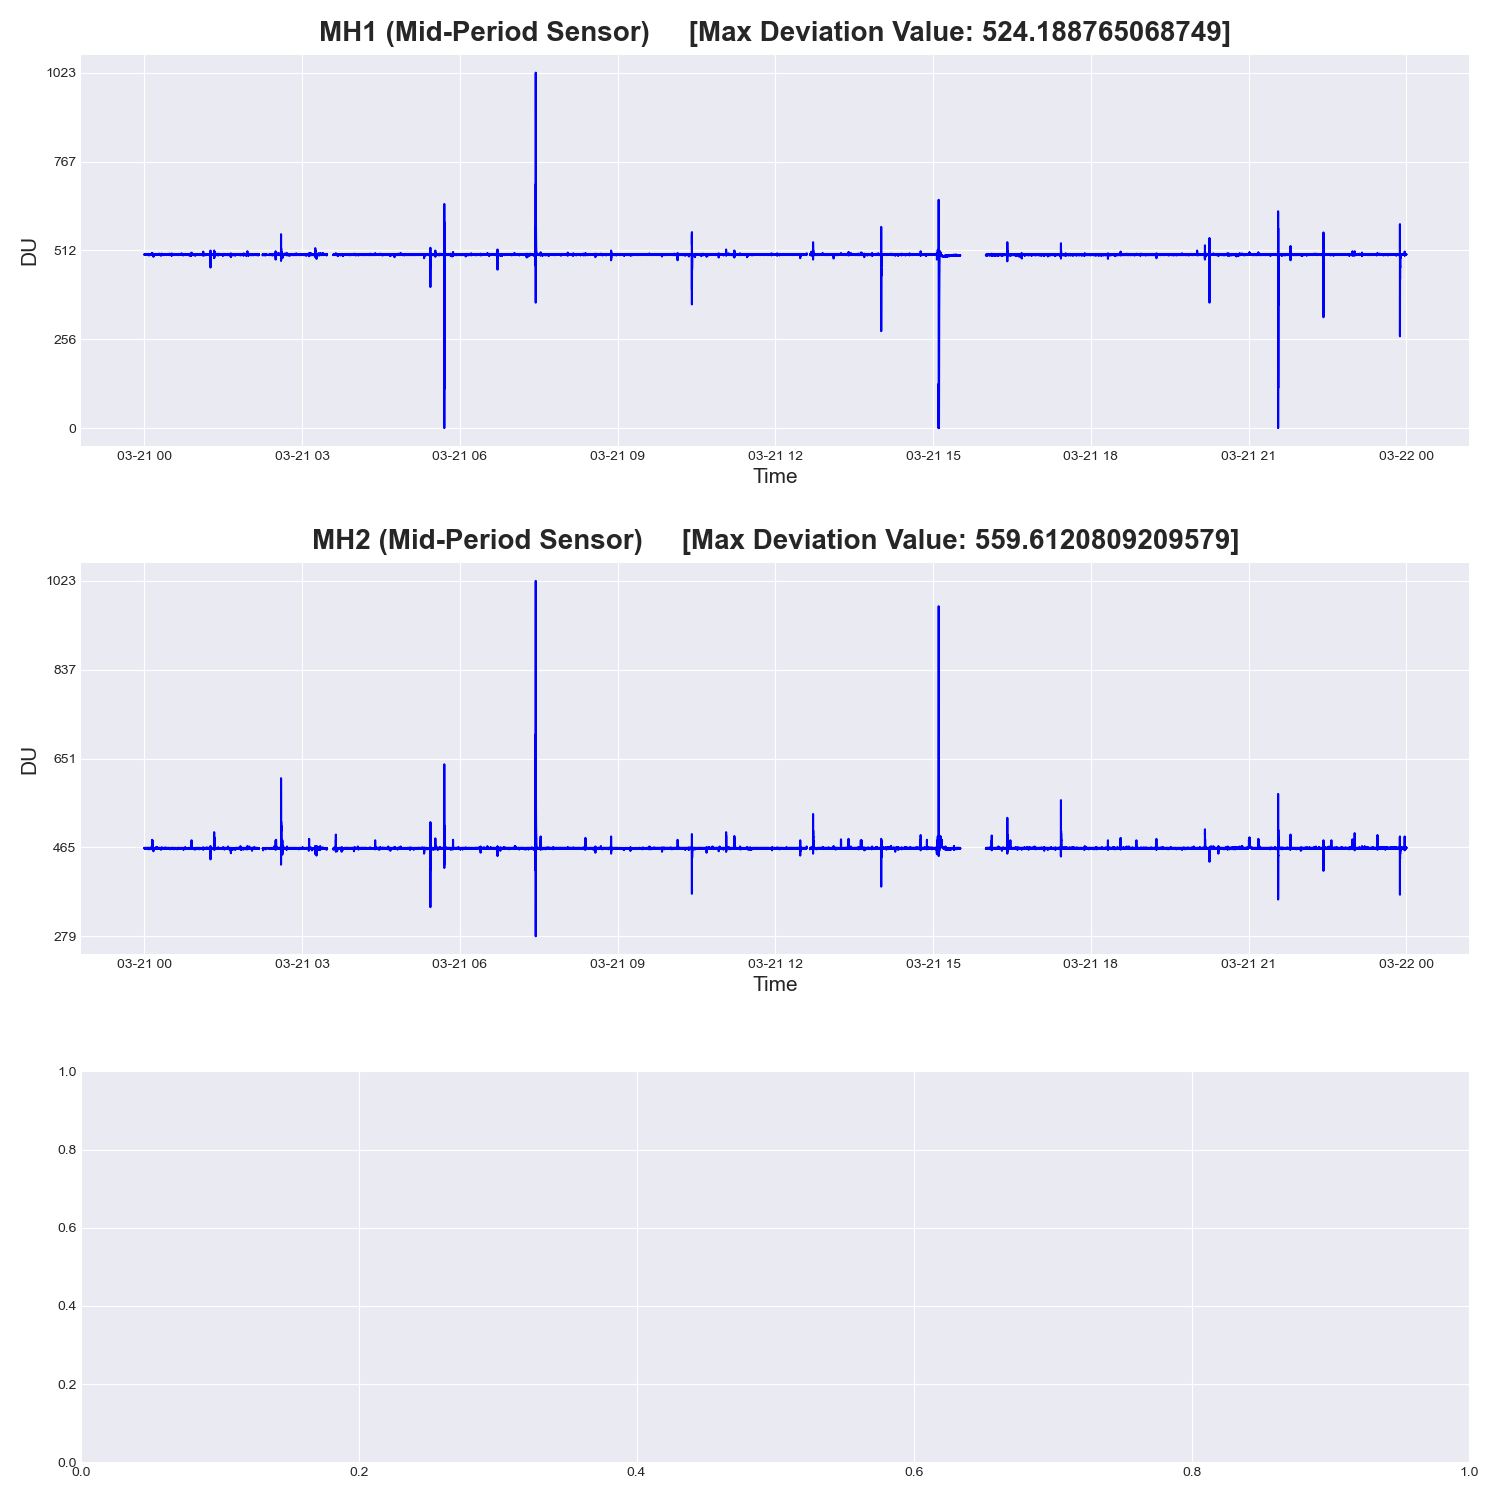 MH1 (Mid-Period Sensor) [Max Deviation Value: 524.188765068749]
1023
767
512
256
0
DU
03-21 00 03-21 03 03-21 06 03-21 09 03-21 12 03-21 15 03-21 18 03-21 21 03-22 00
Time
MH2 (Mid-Period Sensor) [Max Deviation Value: 559.6120809209579]
1023
837
651
465
279
DU
03-21 00 03-21 03 03-21 06 03-21 09 03-21 12 03-21 15 03-21 18 03-21 21 03-22 00
Time
1.0
0.8
0.6
0.4
0.2
0.0
0.0 0.2 0.4 0.6 0.8 1.0